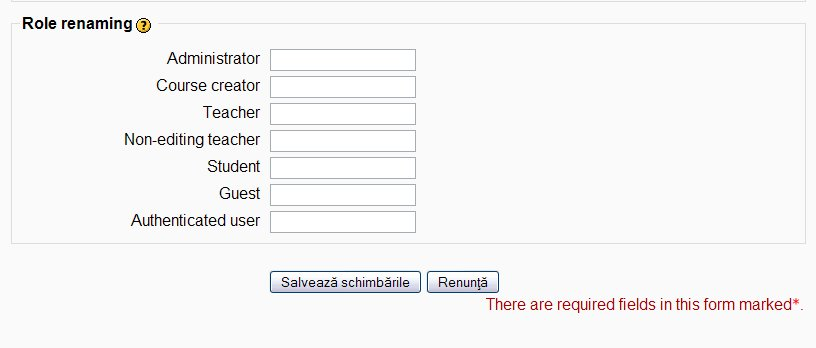 Role renaming ?
Administrator
Course creator
Teacher
Non-editing teacher
Student
Guest
Authenticated user
Salvează schimbările Renunţă
There are required fields in this form marked*.